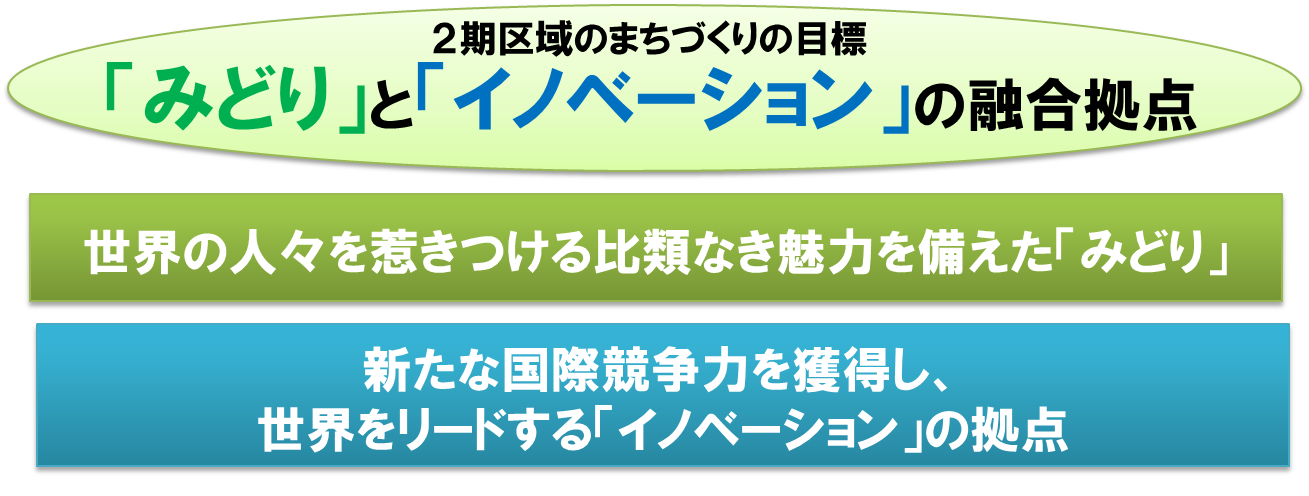 ２期区域のまちづくりの目標
「みどり」と「イノベーション」の融合拠点
世界の人々を惹きつける比類なき魅力を備えた「みどり」
新たな国際競争力を獲得し、
世界をリードする「イノベーション」の拠点